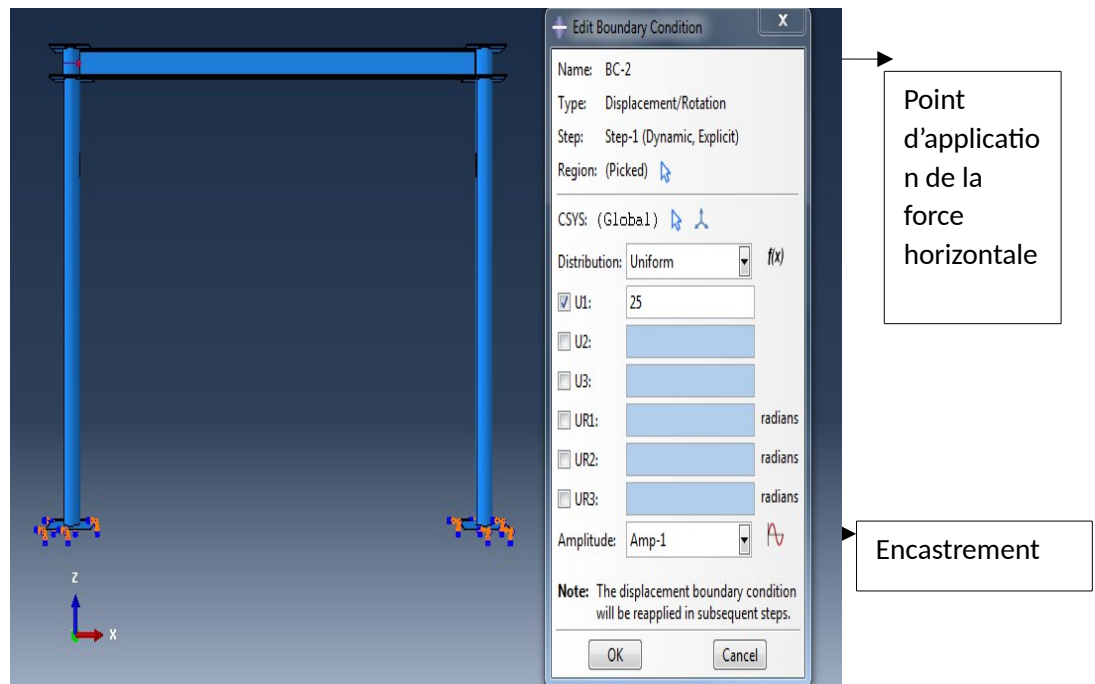 Edit Boundary Condition
X
Name: BC-2
Type: Displacement/Rotation
Step: Step-1 (Dynamic, Explicit)
Region: (Picked)
CSYS: (Global)
Distribution: Uniform f(x)
U1: 25
U2:
U3:
UR1: radians
UR2: radians
UR3: radians
Amplitude: Amp-1
Note: The displacement boundary condition
will be reapplied in subsequent steps.
OK Cancel
Z
X
Point
d’applicatio
n de la
force
horizontale
Encastrement